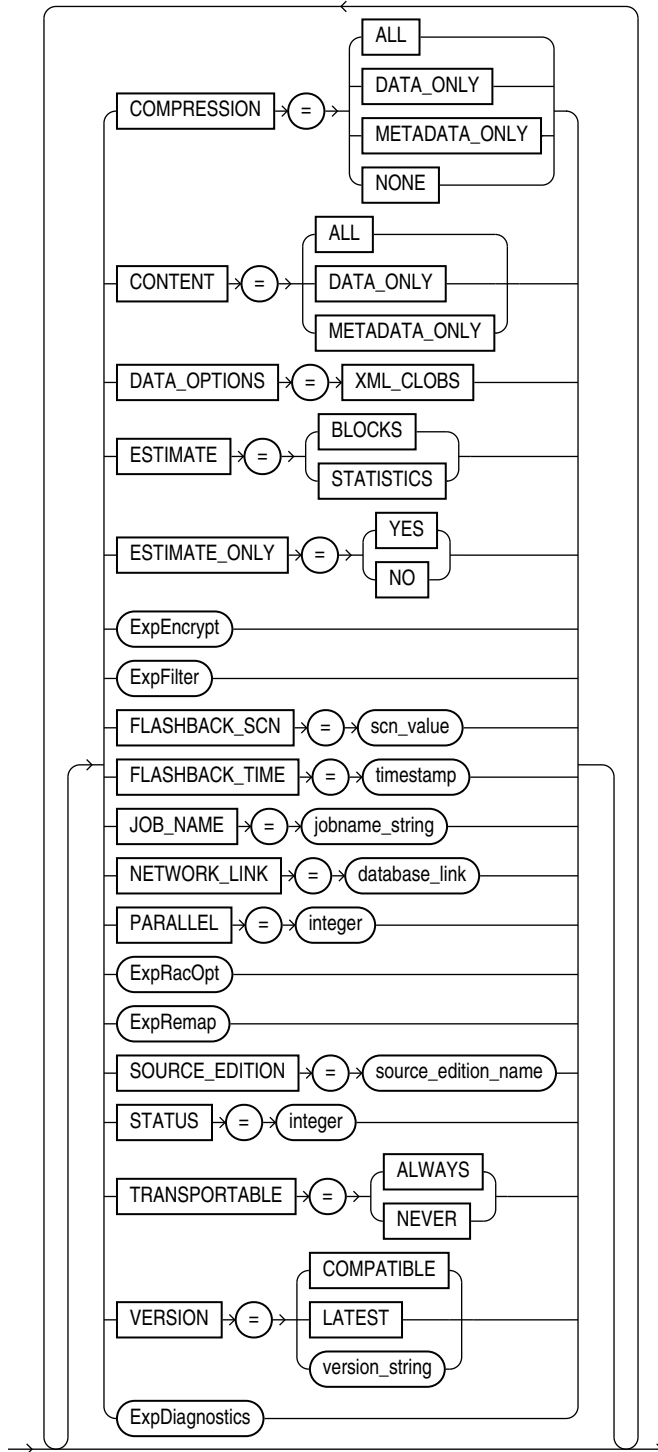 ALL
DATA_ONLY
COMPRESSION =
METADATA_ONLY
NONE
ALL
CONTENT = DATA_ONLY
METADATA_ONLY
DATA_OPTIONS = XML_CLOBS
BLOCKS
ESTIMATE =
STATISTICS
YES
ESTIMATE_ONLY =
NO
ExpEncrypt
ExpFilter
FLASHBACK_SCN = scn_value
FLASHBACK_TIME = timestamp
JOB_NAME = jobname_string
NETWORK_LINK = database_link
PARALLEL = integer
ExpRacOpt
ExpRemap
SOURCE_EDITION = source_edition_name
STATUS = integer
ALWAYS
TRANSPORTABLE =
NEVER
COMPATIBLE
VERSION = LATEST
version_string
ExpDiagnostics